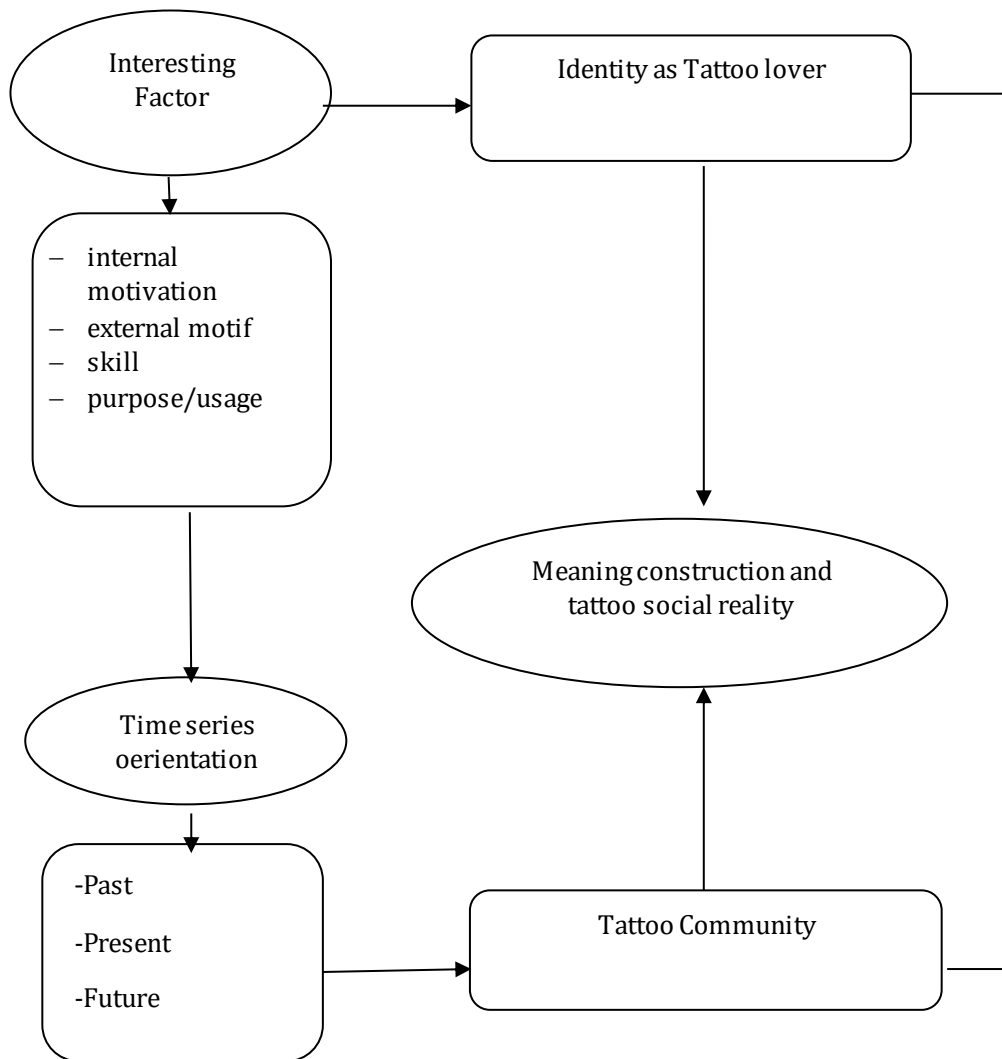 Interesting
Factor
Identity as Tattoo lover
– internal
motivation
– external motif
– skill
– purpose/usage
Meaning construction and
tattoo social reality
Time series
oerientation
-Past
-Present
-Future
Tattoo Community